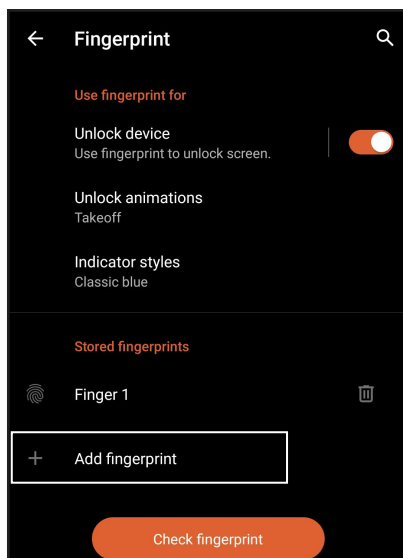 Fingerprint
Use fingerprint for
Unlock device
Use fingerprint to unlock screen.
Unlock animations
Takeoff
Indicator styles
Classic blue
Stored fingerprints
Finger 1
Add fingerprint
Check fingerprint